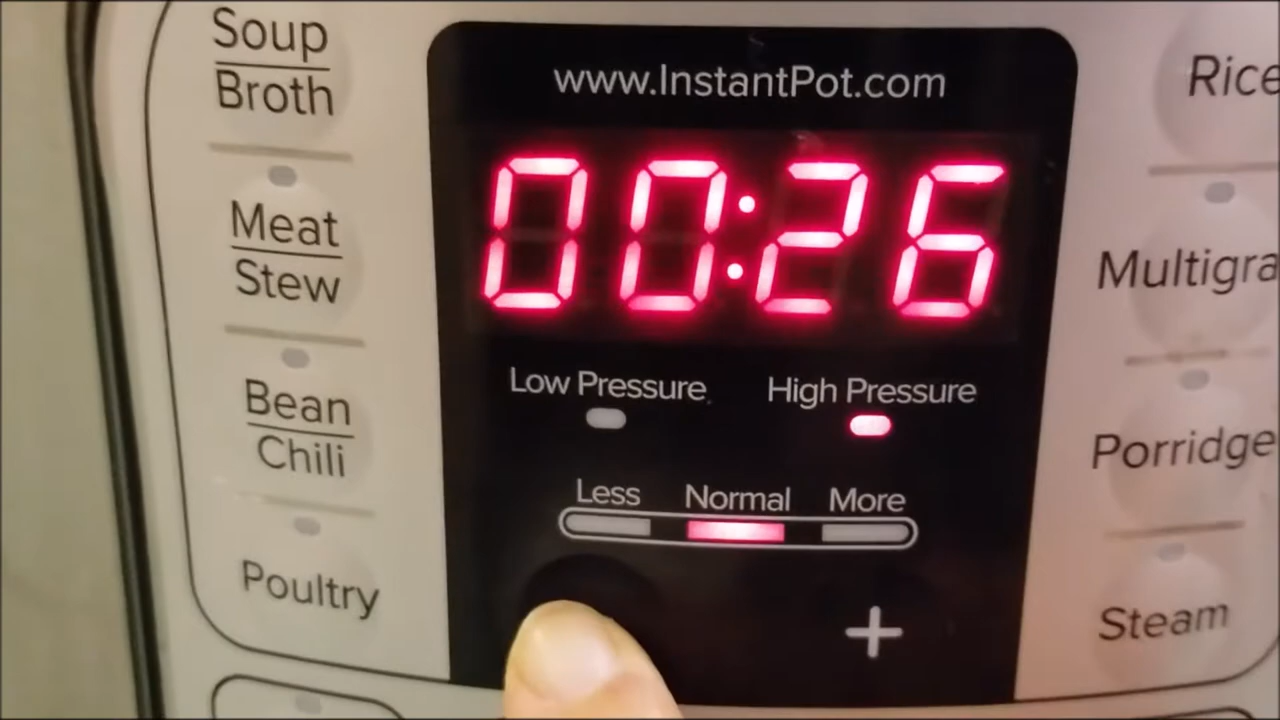 Soup
Broth
Meat
Stew
Bean
Chili
Poultry
www.InstantPot.com
00:26
Low Pressure
High Pressure
Less Normal More
+
Rice
Multigra
Porridge
Steam